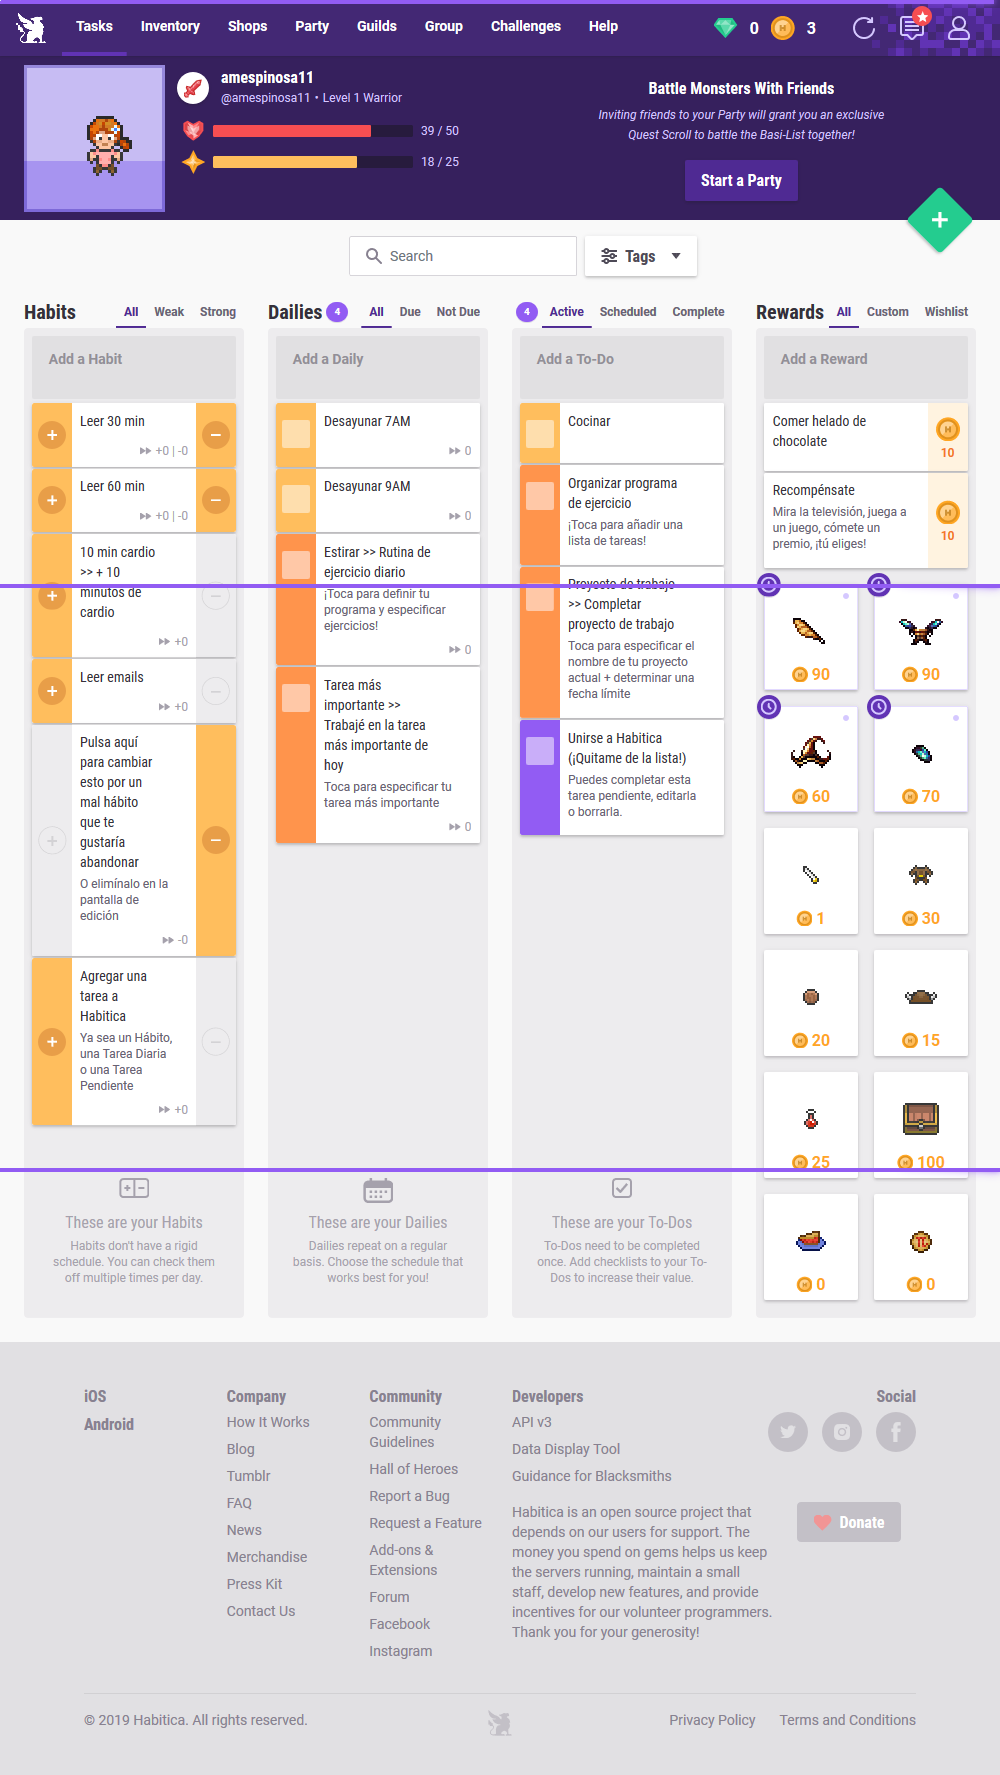 Tasks Inventory Shops Party Guilds Group Challenges Help 0 3
amespinosa11
@amespinosa11 • Level 1 Warrior
39 / 50
18 / 25
Battle Monsters With Friends
Inviting friends to your Party will grant you an exclusive
Quest Scroll to battle the Basi-List together!
Start a Party
Search
Tags
Habits
All Weak Strong
Add a Habit
Leer 30 min
+0 | -0
Leer 60 min
+0 | -0
10 min cardio
>> + 10
minutos de
cardio
+0
Leer emails
+0
Pulsa aquí
para cambiar
esto por un
mal hábito
que te
gustaría
abandonar
O elimínalo en la
pantalla de
edición
-0
Agregar una
tarea a
Habitica
Ya sea un Hábito,
una Tarea Diaria
o una Tarea
Pendiente
+0
These are your Habits
Habits don't have a rigid
schedule. You can check them
off multiple times per day.
Dailies 4
All Due Not Due
Add a Daily
Desayunar 7AM
0
Desayunar 9AM
0
Estirar >> Rutina de
ejercicio diario
¡Toca para definir tu
programa y especificar
ejercicios!
0
Tarea más
importante >>
Trabajé en la tarea
más importante de
hoy
Toca para especificar tu
tarea más importante
0
These are your Dailies
Dailies repeat on a regular
basis. Choose the schedule that
works best for you!
4 Active Scheduled Complete
Add a To-Do
Cocinar
Organizar programa
de ejercicio
¡Toca para añadir una
lista de tareas!
Proyecto de trabajo
>> Completar
proyecto de trabajo
Toca para especificar el
nombre de tu proyecto
actual + determinar una
fecha límite
Unirse a Habitica
(¡Quitame de la lista!)
Puedes completar esta
tarea pendiente, editarla
o borrarla.
These are your To-Dos
To-Dos need to be completed
once. Add checklists to your To-
Dos to increase their value.
Rewards
All Custom Wishlist
Add a Reward
Comer helado de
chocolate
10
Recompénsate
Mira la televisión, juega a
un juego, cómete un
premio, ¡tú eliges!
10
90 90
60 70
1 30
20 15
25 100
0 0
iOS
Android
Company
How It Works
Blog
Tumblr
FAQ
News
Merchandise
Press Kit
Contact Us
Community
Community
Guidelines
Hall of Heroes
Report a Bug
Request a Feature
Add-ons &
Extensions
Forum
Facebook
Instagram
Developers
API v3
Data Display Tool
Guidance for Blacksmiths
Habitica is an open source project that
depends on our users for support. The
money you spend on gems helps us keep
the servers running, maintain a small
staff, develop new features, and provide
incentives for our volunteer programmers.
Thank you for your generosity!
Social
Donate
© 2019 Habitica. All rights reserved.
Privacy Policy Terms and Conditions